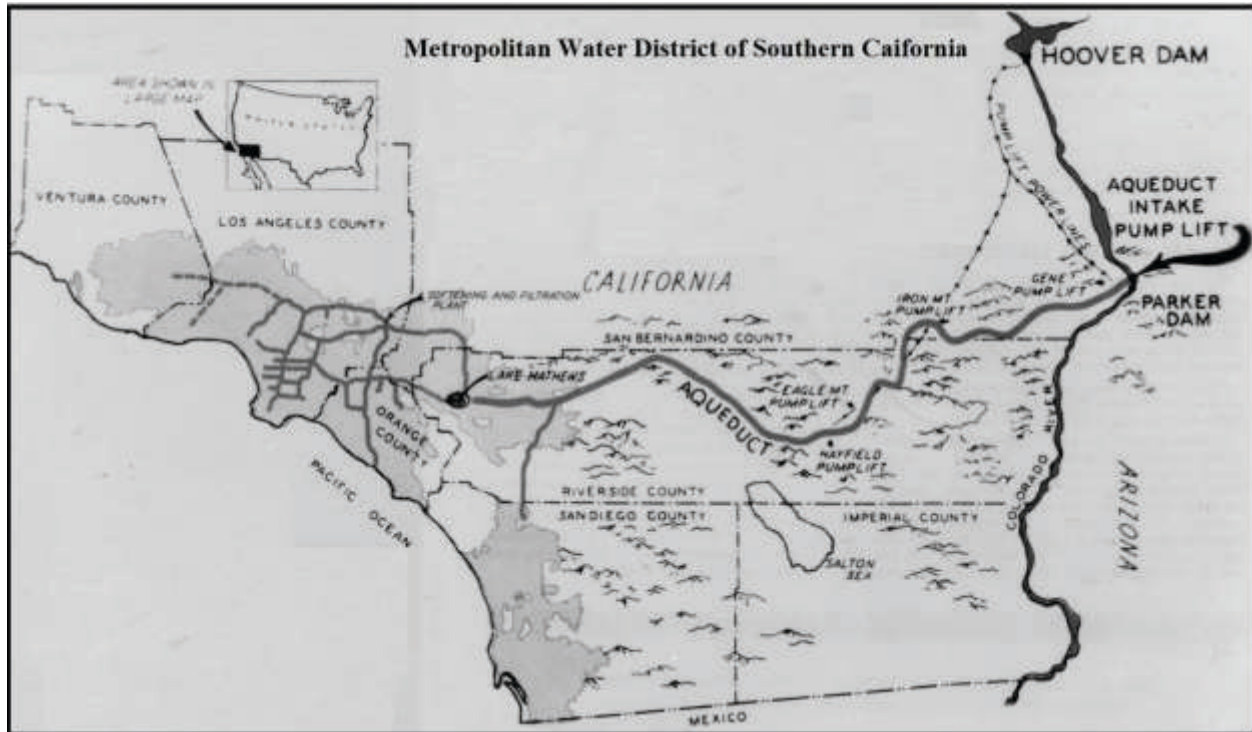 Metropolitan Water District of Southern Caifornia
HOOVER DAM
AREA SHOWN IN
LARGE MAP
UNITED STATES
VENTURA COUNTY
LOS ANGELES COUNTY
PUMP LIFT POWER LINES
AQUEDUCT
INTAKE
PUMP LIFT
CALIFORNIA
SOFTENING AND FILTRATION
PLANT
GENE
PUMP LIFT
IRON MT.
PUMP LIFT
PARKER
DAM
SAN BERNARDINO COUNTY
LAKE MATHEWS
EAGLE MT.
PUMP LIFT
AQUEDUCT
HAYFIELD
PUMP LIFT
ORANGE
COUNTY
COLORADO RIVER
ARIZONA
PACIFIC OCEAN
RIVERSIDE COUNTY
SAN DIEGO COUNTY
IMPERIAL COUNTY
SALTON
SEA
MEXICO